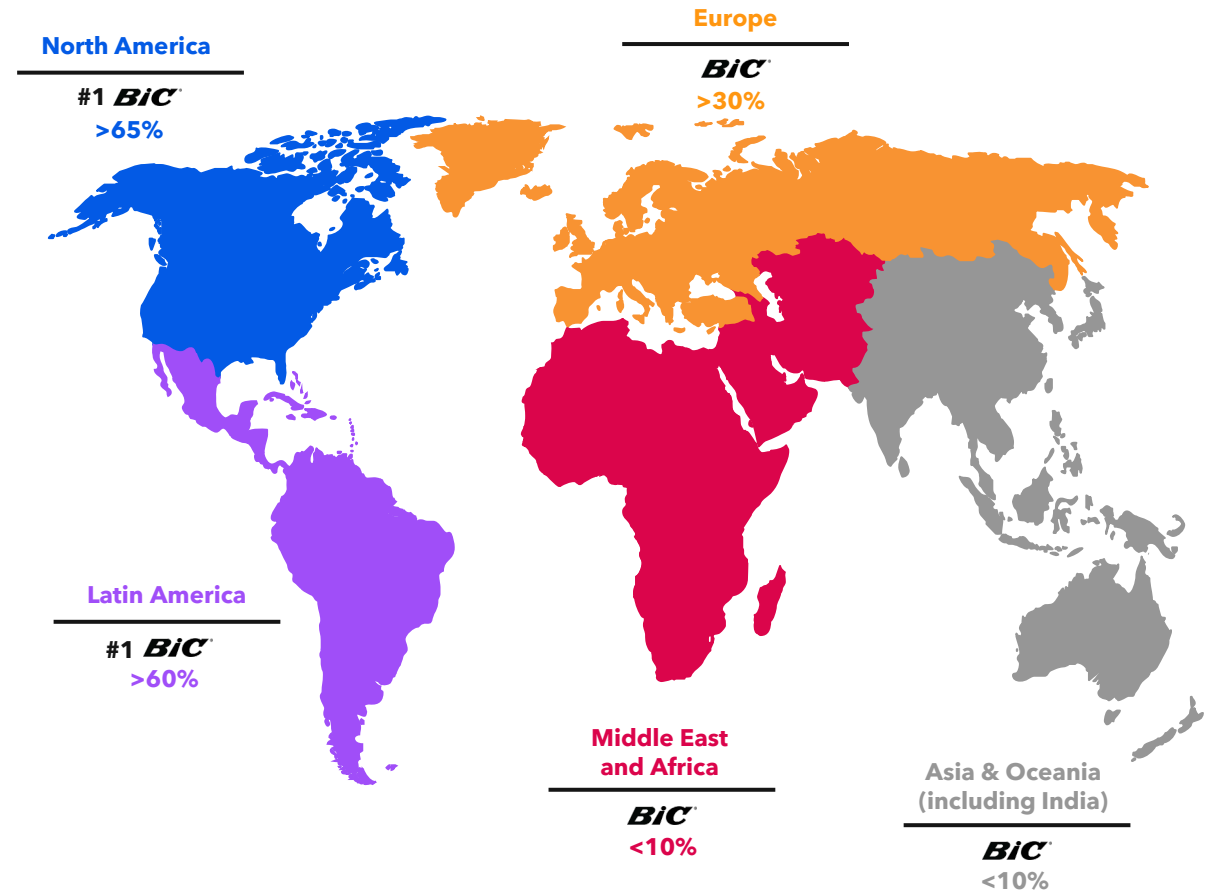 North America
#1 BiC®
>65%
Europe
BiC®
>30%
Latin America
#1 BiC®
>60%
Middle East
and Africa
BiC®
<10%
Asia & Oceania
(including India)
BiC®
<10%